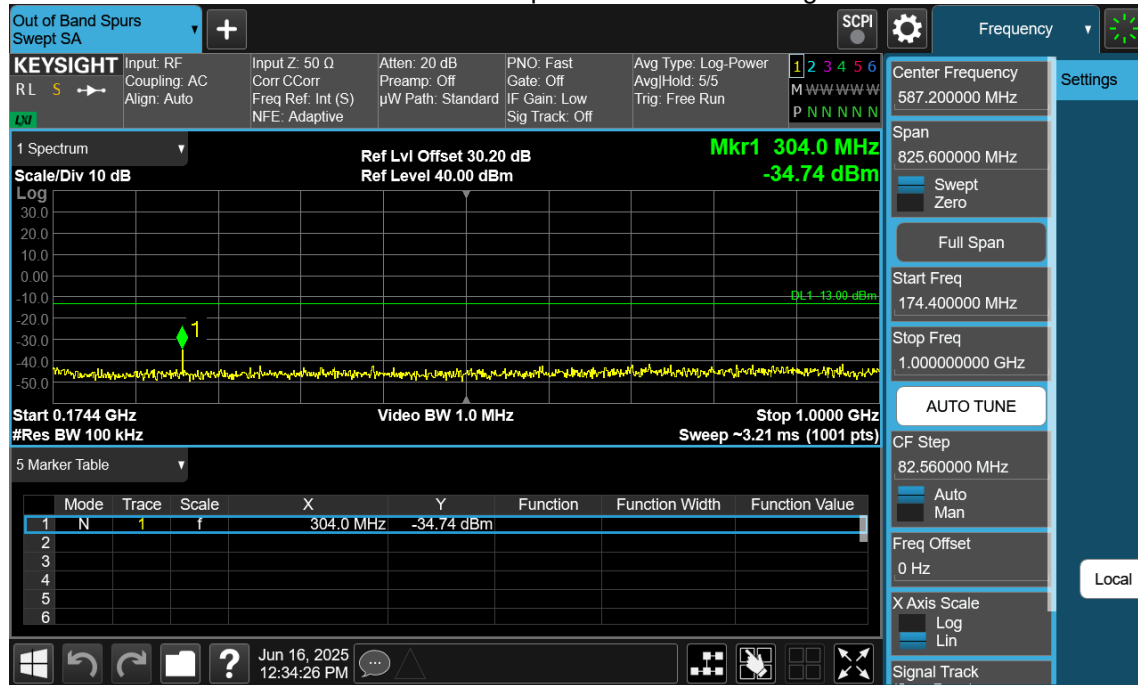 Out of Band Spurs
Swept SA
+
SCPI
Frequency
KEYSIGHT
R L S
LXI
Input: RF
Coupling: AC
Align: Auto
Input Z: 50 Ω
Corr CCorr
Freq Ref: Int (S)
NFE: Adaptive
Atten: 20 dB
Preamp: Off
µW Path: Standard
PNO: Fast
Gate: Off
IF Gain: Low
Sig Track: Off
Avg Type: Log-Power
Avg|Hold: 5/5
Trig: Free Run
1 2 3 4 5 6
M W W W W W
P N N N N N
1 Spectrum
Scale/Div 10 dB
Ref Lvl Offset 30.20 dB
Ref Level 40.00 dBm
Mkr1 304.0 MHz
-34.74 dBm
Log
30.0
20.0
10.0
0.00
-10.0
-20.0
-30.0
-40.0
-50.0
DL1 -13.00 dBm
1
Start 0.1744 GHz
#Res BW 100 kHz
Video BW 1.0 MHz
Stop 1.0000 GHz
Sweep ~3.21 ms (1001 pts)
5 Marker Table
Mode Trace Scale X Y Function Function Width Function Value
1 N 1 f 304.0 MHz -34.74 dBm
2
3
4
5
6
Center Frequency
587.200000 MHz
Span
825.600000 MHz
Swept
Zero
Full Span
Start Freq
174.400000 MHz
Stop Freq
1.000000000 GHz
AUTO TUNE
CF Step
82.560000 MHz
Auto
Man
Freq Offset
0 Hz
X Axis Scale
Log
Lin
Signal Track
Settings
Local
?
Jun 16, 2025
12:34:26 PM